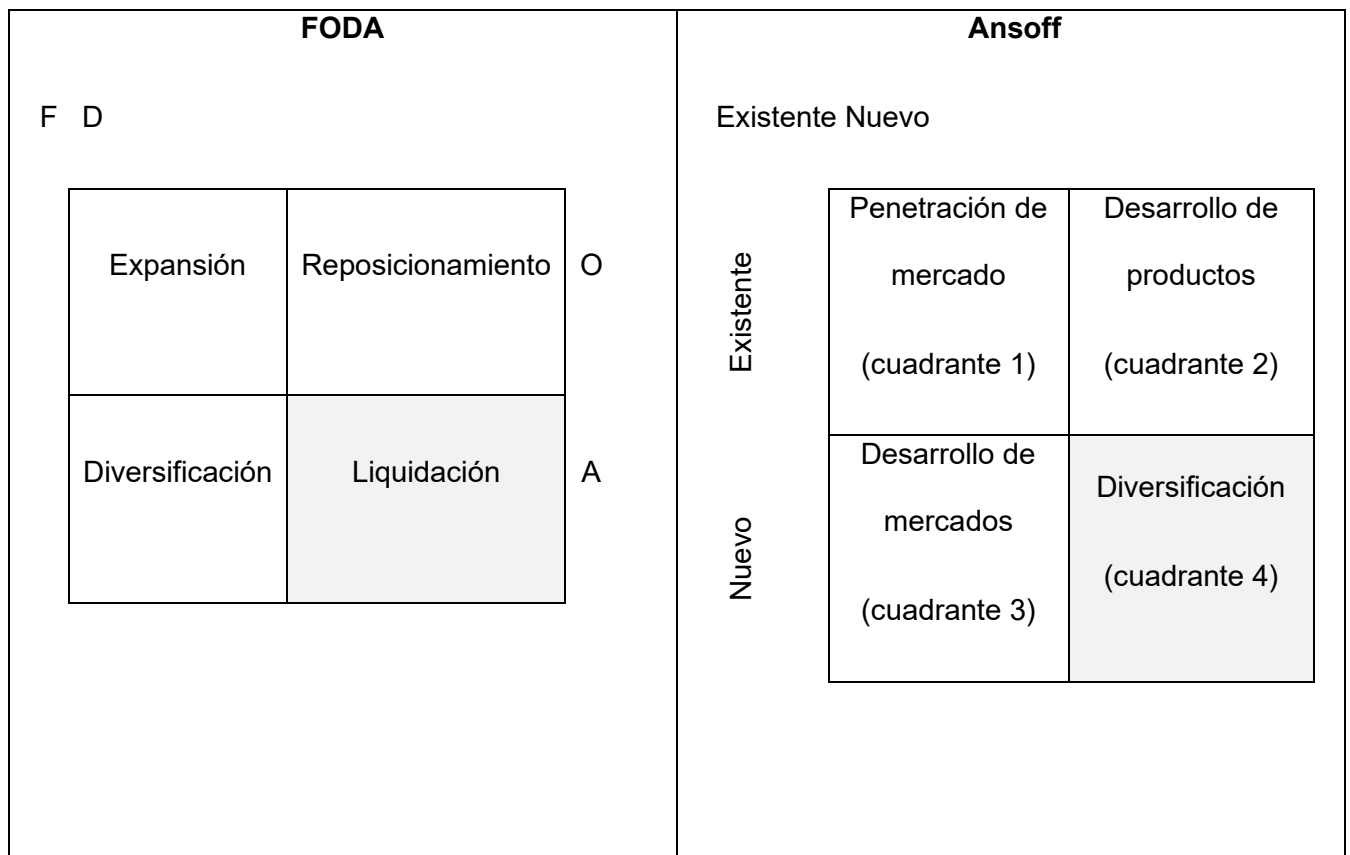 FODA
F D
Expansión
Reposicionamiento
O
Diversificación
Liquidación
A
Ansoff
Existente Nuevo
Existente
Penetración de
mercado
(cuadrante 1)
Desarrollo de
productos
(cuadrante 2)
Nuevo
Desarrollo de
mercados
(cuadrante 3)
Diversificación
(cuadrante 4)